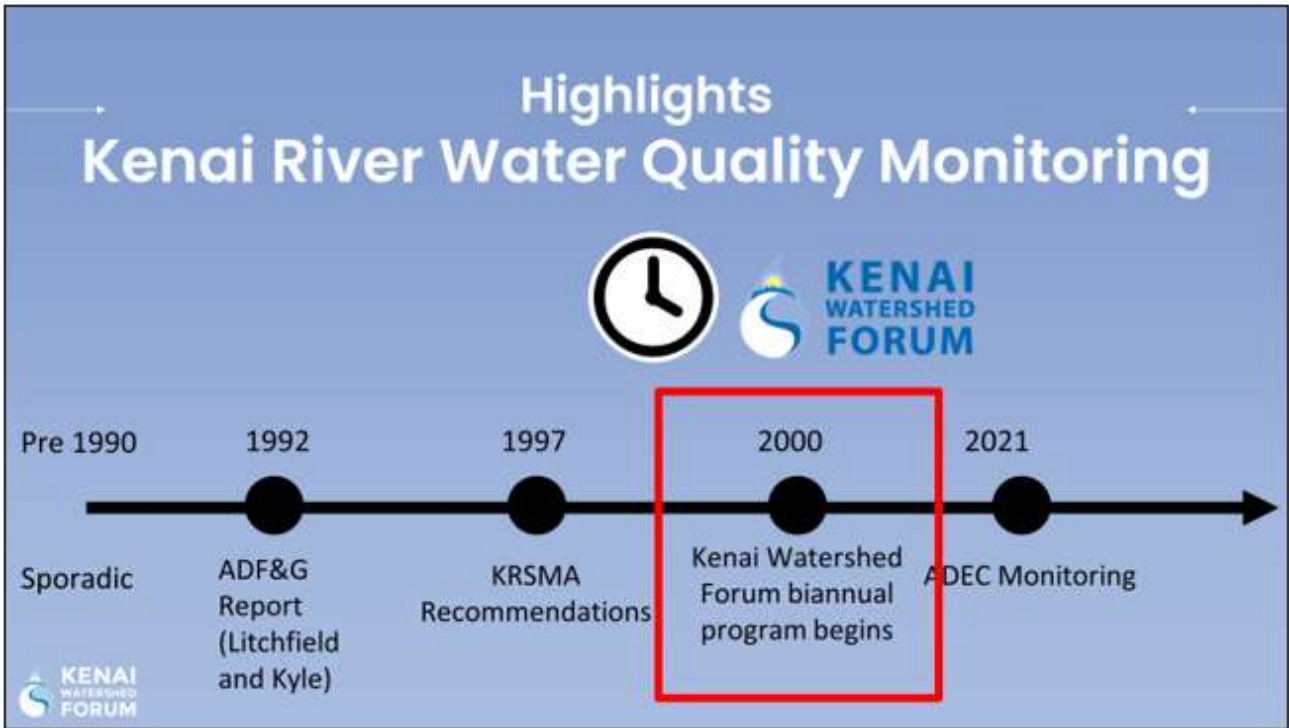 Highlights
Kenai River Water Quality Monitoring
KENAI
WATERSHED
FORUM
Pre 1990
1992
1997
2000
2021
Sporadic
ADF&G
Report
(Litchfield
and Kyle)
KRSMA
Recommendations
Kenai Watershed
Forum biannual
program begins
ADEC Monitoring
KENAI
WATERSHED
FORUM